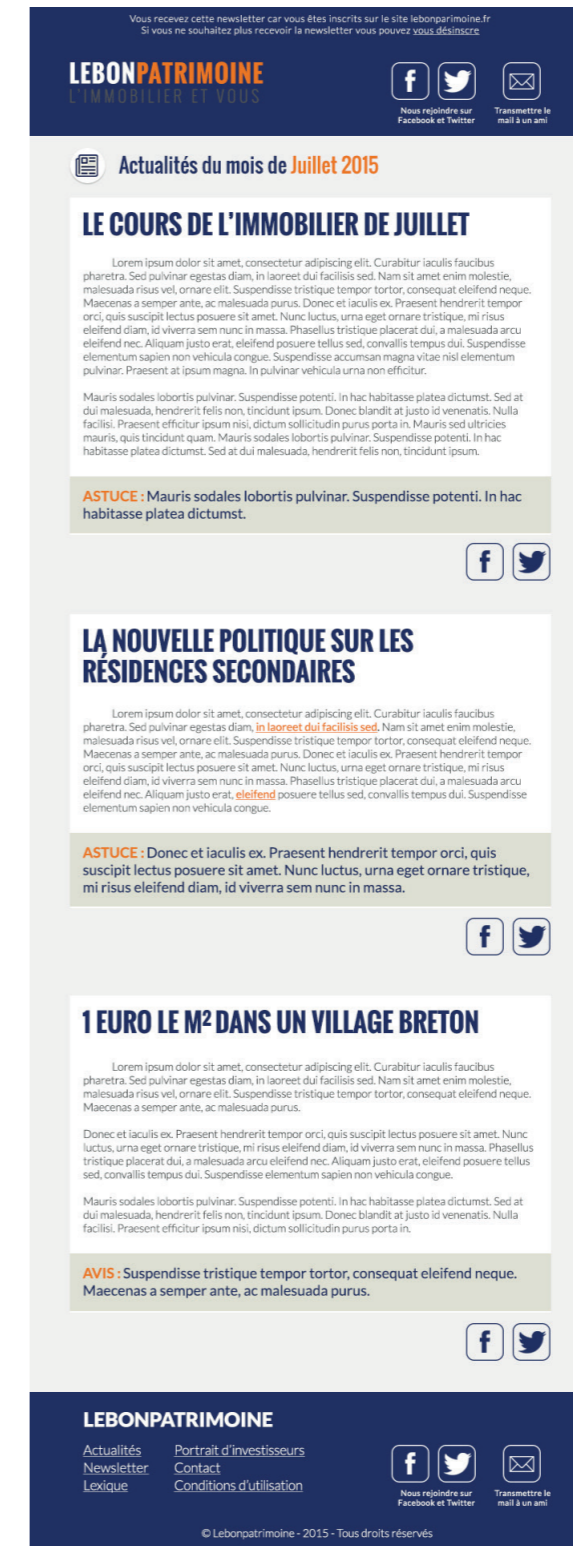 Vous recevez cette newsletter car vous êtes inscrits sur le site lebonparimoine.fr
Si vous ne souhaitez plus recevoir la newsletter vous pouvez vous désinscre
LEBONPATRIMOINE
L'IMMOBILIER ET VOUS
Nous rejoindre sur
Facebook et Twitter
Transmettre le
mail à un ami
Actualités du mois de Juillet 2015
LE COURS DE L'IMMOBILIER DE JUILLET
Lorem ipsum dolor sit amet, consectetur adipiscing elit. Curabitur iaculis faucibus
pharetra. Sed pulvinar egestas diam, in laoreet dui facilisis sed. Nam sit amet enim molestie,
malesuada risus vel, ornare elit. Suspendisse tristique tempor tortor, consequat eleifend neque.
Maecenas a semper ante, ac malesuada purus. Donec et iaculis ex. Praesent hendrerit tempor
orci, quis suscipit lectus posuere sit amet. Nunc luctus, urna eget ornare tristique, mi risus
eleifend diam, id viverra sem nunc in massa. Phasellus tristique placerat dui, a malesuada arcu
eleifend nec. Aliquam justo erat, eleifend posuere tellus sed, convallis tempus dui. Suspendisse
elementum sapien non vehicula congue. Suspendisse accumsan magna vitae nisl elementum
pulvinar. Praesent at ipsum magna. In pulvinar vehicula urna non efficitur.
Mauris sodales lobortis pulvinar. Suspendisse potenti. In hac habitasse platea dictumst. Sed at
dui malesuada, hendrerit felis non, tincidunt ipsum. Donec blandit at justo id venenatis. Nulla
facilisi. Praesent efficitur ipsum nisi, dictum sollicitudin purus porta in. Mauris sed ultricies
mauris, quis tincidunt quam. Mauris sodales lobortis pulvinar. Suspendisse potenti. In hac
habitasse platea dictumst. Sed at dui malesuada, hendrerit felis non, tincidunt ipsum.
ASTUCE : Mauris sodales lobortis pulvinar. Suspendisse potenti. In hac
habitasse platea dictumst.
LA NOUVELLE POLITIQUE SUR LES
RÉSIDENCES SECONDAIRES
Lorem ipsum dolor sit amet, consectetur adipiscing elit. Curabitur iaculis faucibus
pharetra. Sed pulvinar egestas diam, in laoreet dui facilisis sed. Nam sit amet enim molestie,
malesuada risus vel, ornare elit. Suspendisse tristique tempor tortor, consequat eleifend neque.
Maecenas a semper ante, ac malesuada purus. Donec et iaculis ex. Praesent hendrerit tempor
orci, quis suscipit lectus posuere sit amet. Nunc luctus, urna eget ornare tristique, mi risus
eleifend diam, id viverra sem nunc in massa. Phasellus tristique placerat dui, a malesuada arcu
eleifend nec. Aliquam justo erat, eleifend posuere tellus sed, convallis tempus dui. Suspendisse
elementum sapien non vehicula congue.
ASTUCE : Donec et iaculis ex. Praesent hendrerit tempor orci, quis
suscipit lectus posuere sit amet. Nunc luctus, urna eget ornare tristique,
mi risus eleifend diam, id viverra sem nunc in massa.
1 EURO LE M² DANS UN VILLAGE BRETON
Lorem ipsum dolor sit amet, consectetur adipiscing elit. Curabitur iaculis faucibus
pharetra. Sed pulvinar egestas diam, in laoreet dui facilisis sed. Nam sit amet enim molestie,
malesuada risus vel, ornare elit. Suspendisse tristique tempor tortor, consequat eleifend neque.
Maecenas a semper ante, ac malesuada purus.
Donec et iaculis ex. Praesent hendrerit tempor orci, quis suscipit lectus posuere sit amet. Nunc
luctus, urna eget ornare tristique, mi risus eleifend diam, id viverra sem nunc in massa. Phasellus
tristique placerat dui, a malesuada arcu eleifend nec. Aliquam justo erat, eleifend posuere tellus
sed, convallis tempus dui. Suspendisse elementum sapien non vehicula congue.
Mauris sodales lobortis pulvinar. Suspendisse potenti. In hac habitasse platea dictumst. Sed at
dui malesuada, hendrerit felis non, tincidunt ipsum. Donec blandit at justo id venenatis. Nulla
facilisi. Praesent efficitur ipsum nisi, dictum sollicitudin purus porta in.
AVIS : Suspendisse tristique tempor tortor, consequat eleifend neque.
Maecenas a semper ante, ac malesuada purus.
LEBONPATRIMOINE
Actualités
Newsletter
Lexique
Portrait d'investisseurs
Contact
Conditions d'utilisation
Nous rejoindre sur
Facebook et Twitter
Transmettre le
mail à un ami
© Lebonpatrimoine - 2015 - Tous droits réservés